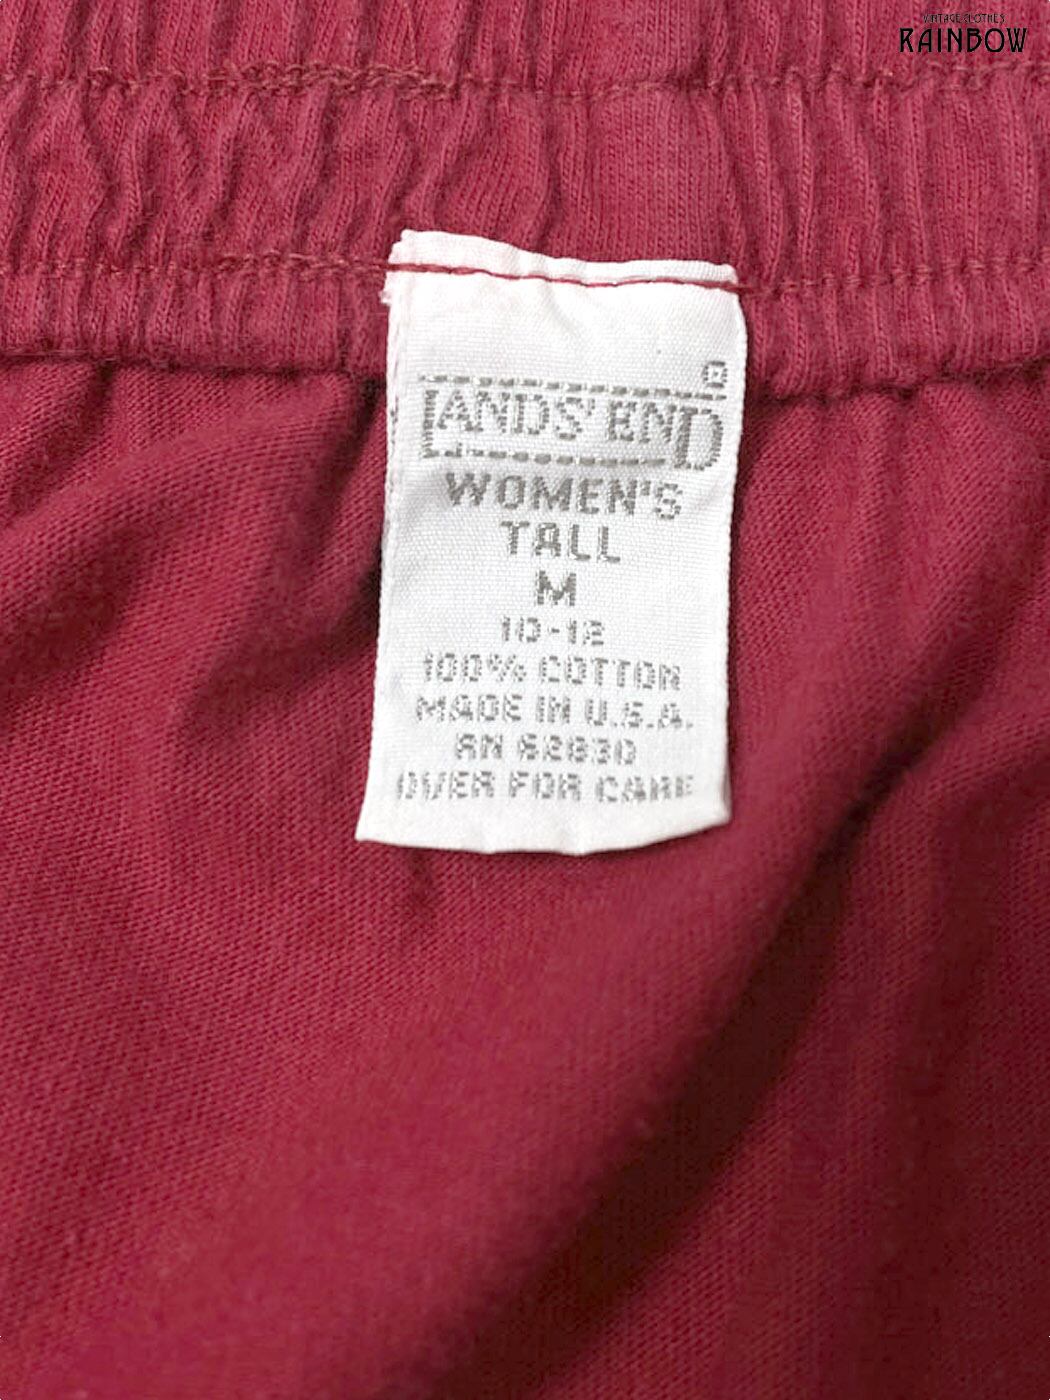 VINTAGE CLOTHES
RAINBOW
LANDS' END®
WOMEN'S
TALL
M
10-12
100% COTTON
MADE IN U.S.A.
RN 62830
OVER FOR CARE